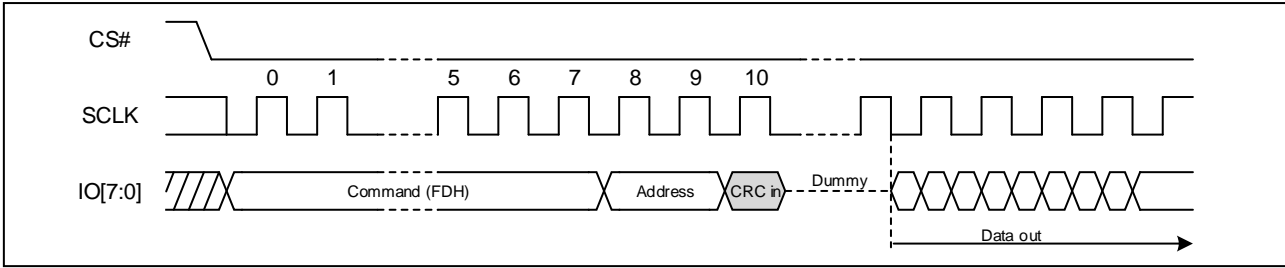 CS#
0 1 5 6 7 8 9 10
SCLK
IO[7:0] Command (FDH) Address CRC in Dummy
Data out